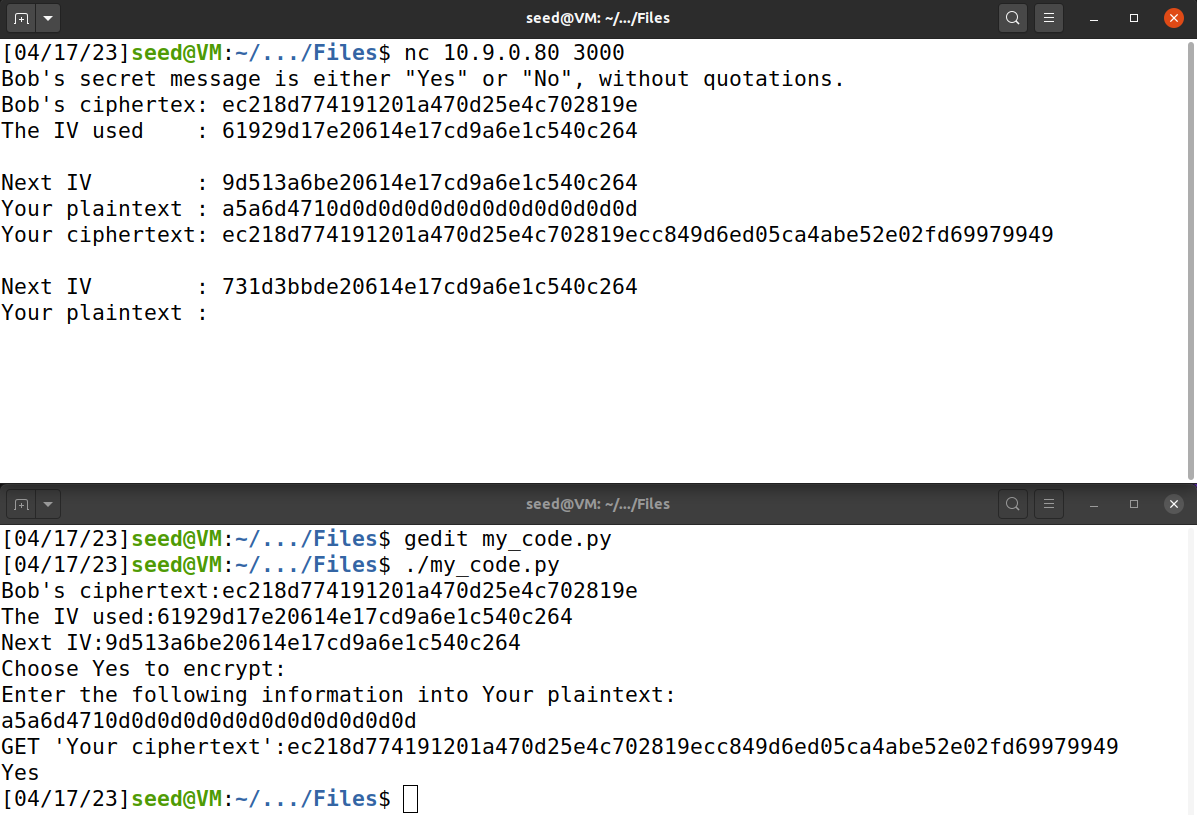 seed@VM: ~/.../Files
[04/17/23]seed@VM:~/.../Files$ nc 10.9.0.80 3000
Bob's secret message is either "Yes" or "No", without quotations.
Bob's ciphertex: ec218d774191201a470d25e4c702819e
The IV used    : 61929d17e20614e17cd9a6e1c540c264
Next IV        : 9d513a6be20614e17cd9a6e1c540c264
Your plaintext : a5a6d4710d0d0d0d0d0d0d0d0d0d0d0d
Your ciphertext: ec218d774191201a470d25e4c702819ecc849d6ed05ca4abe52e02fd69979949
Next IV        : 731d3bbde20614e17cd9a6e1c540c264
Your plaintext :
seed@VM: ~/.../Files
[04/17/23]seed@VM:~/.../Files$ gedit my_code.py
[04/17/23]seed@VM:~/.../Files$ ./my_code.py
Bob's ciphertext:ec218d774191201a470d25e4c702819e
The IV used:61929d17e20614e17cd9a6e1c540c264
Next IV:9d513a6be20614e17cd9a6e1c540c264
Choose Yes to encrypt:
Enter the following information into Your plaintext:
a5a6d4710d0d0d0d0d0d0d0d0d0d0d0d
GET 'Your ciphertext':ec218d774191201a470d25e4c702819ecc849d6ed05ca4abe52e02fd69979949
Yes
[04/17/23]seed@VM:~/.../Files$